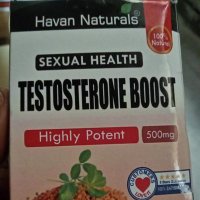 Havan Naturals®
100%
Natural
SEXUAL HEALTH
TESTOSTERONE BOOST
Highly Potent
500mg